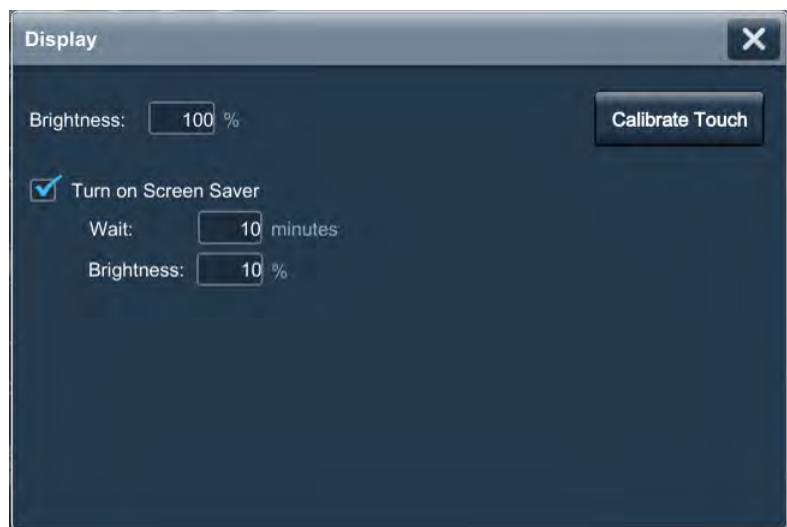 Display
Brightness: 100 %
Calibrate Touch
Turn on Screen Saver
Wait: 10 minutes
Brightness: 10 %